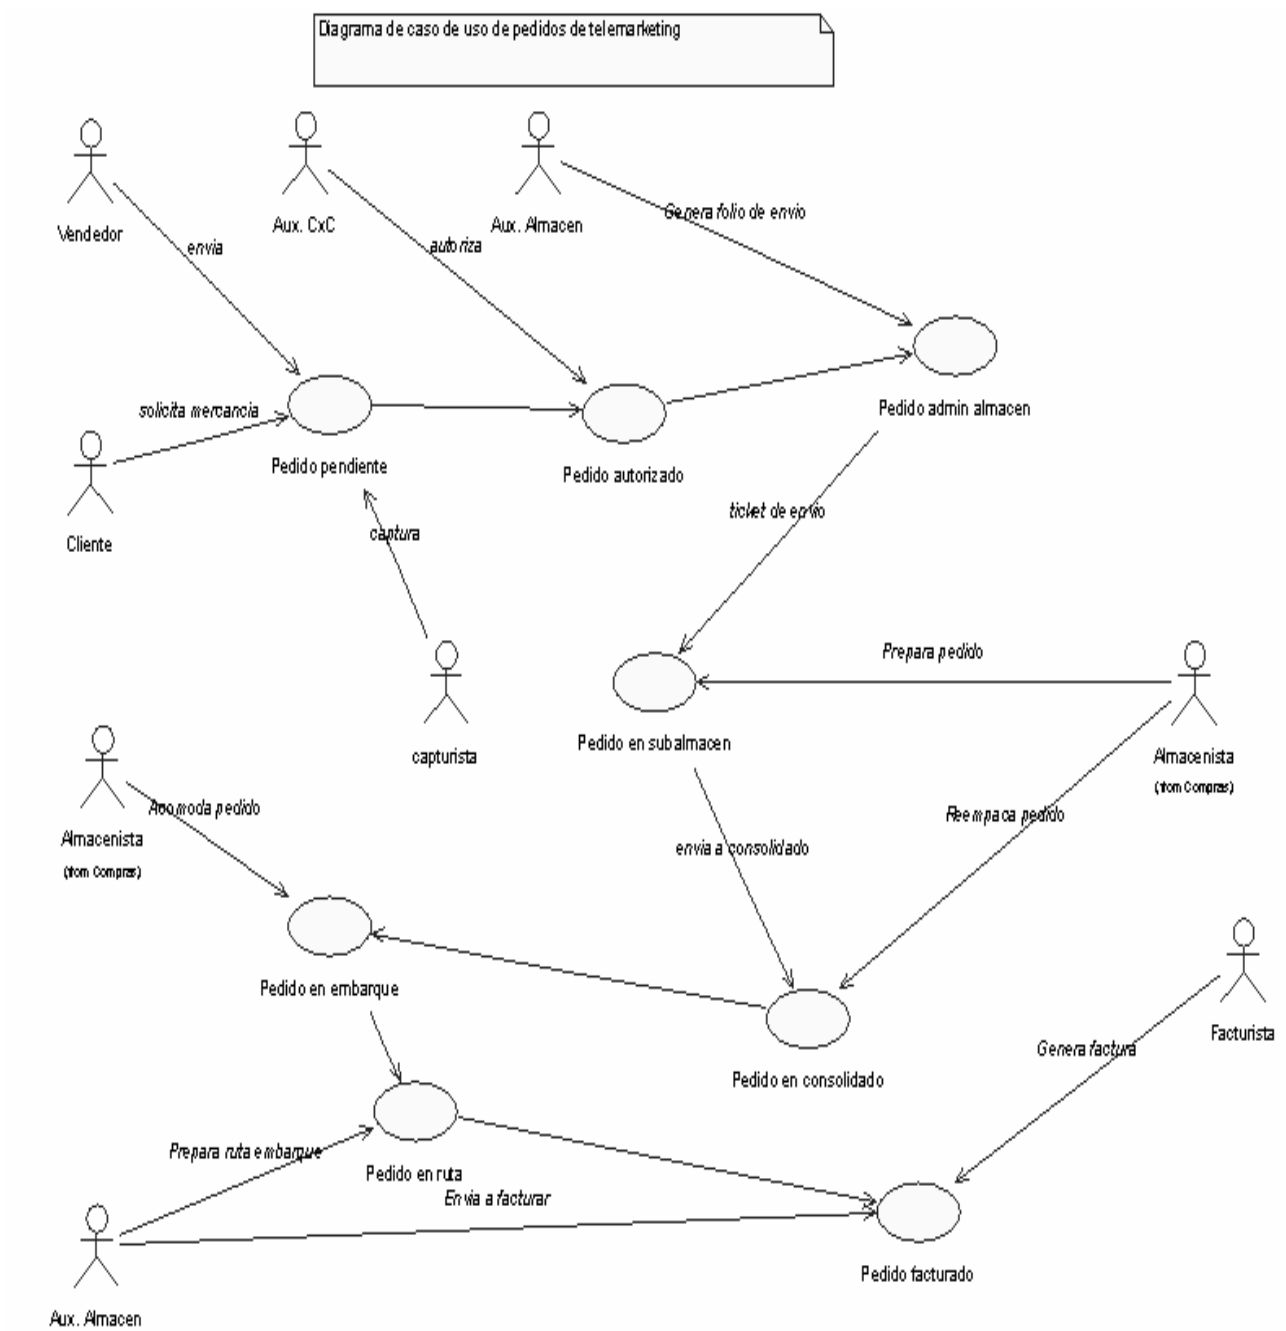 Diagrama de caso de uso de pedidos de telemarketing
Vendedor
Aux. CxC
Aux. Almacen
envia
autoriza
Genera folio de envio
solicita mercancia
Pedido pendiente
Pedido autorizado
Pedido admin almacen
Cliente
captura
ticket de envio
capturista
Prepara pedido
Pedido en subalmacen
Almacenista
(from Compras)
Acomoda pedido
Almacenista
(from Compras)
Reempaca pedido
envia a consolidado
Pedido en embarque
Pedido en consolidado
Facturista
Genera factura
Prepara ruta embarque
Pedido en ruta
Envia a facturar
Pedido facturado
Aux. Almacen